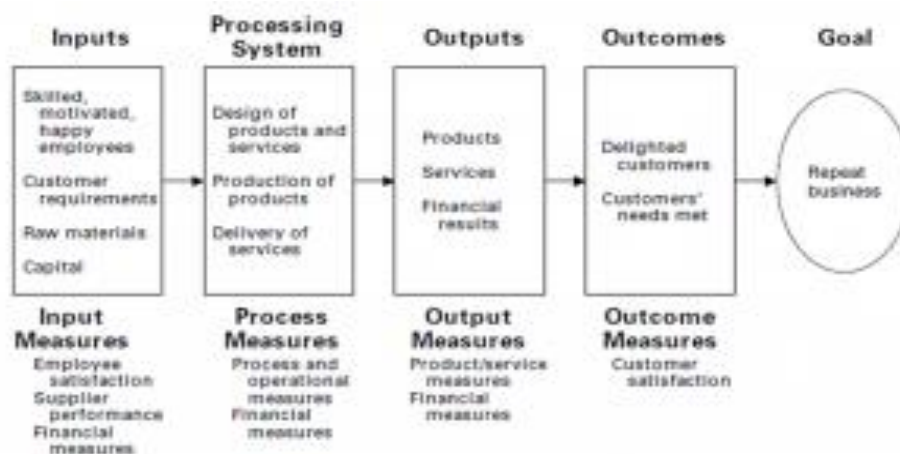 Inputs
Processing
System
Outputs
Outcomes
Goal
Skilled,
motivated,
happy
employees
Customer
requirements
Raw materials
Capital
Design of
products and
services
Production of
products
Delivery of
services
Products
Services
Financial
results
Delighted
customers
Customers'
needs met
Repeat
business
Input
Measures
Employee
satisfaction
Supplier
performance
Financial
measures
Process
Measures
Process and
operational
measures
Financial
measures
Output
Measures
Product/service
measures
Financial
measures
Outcome
Measures
Customer
satisfaction